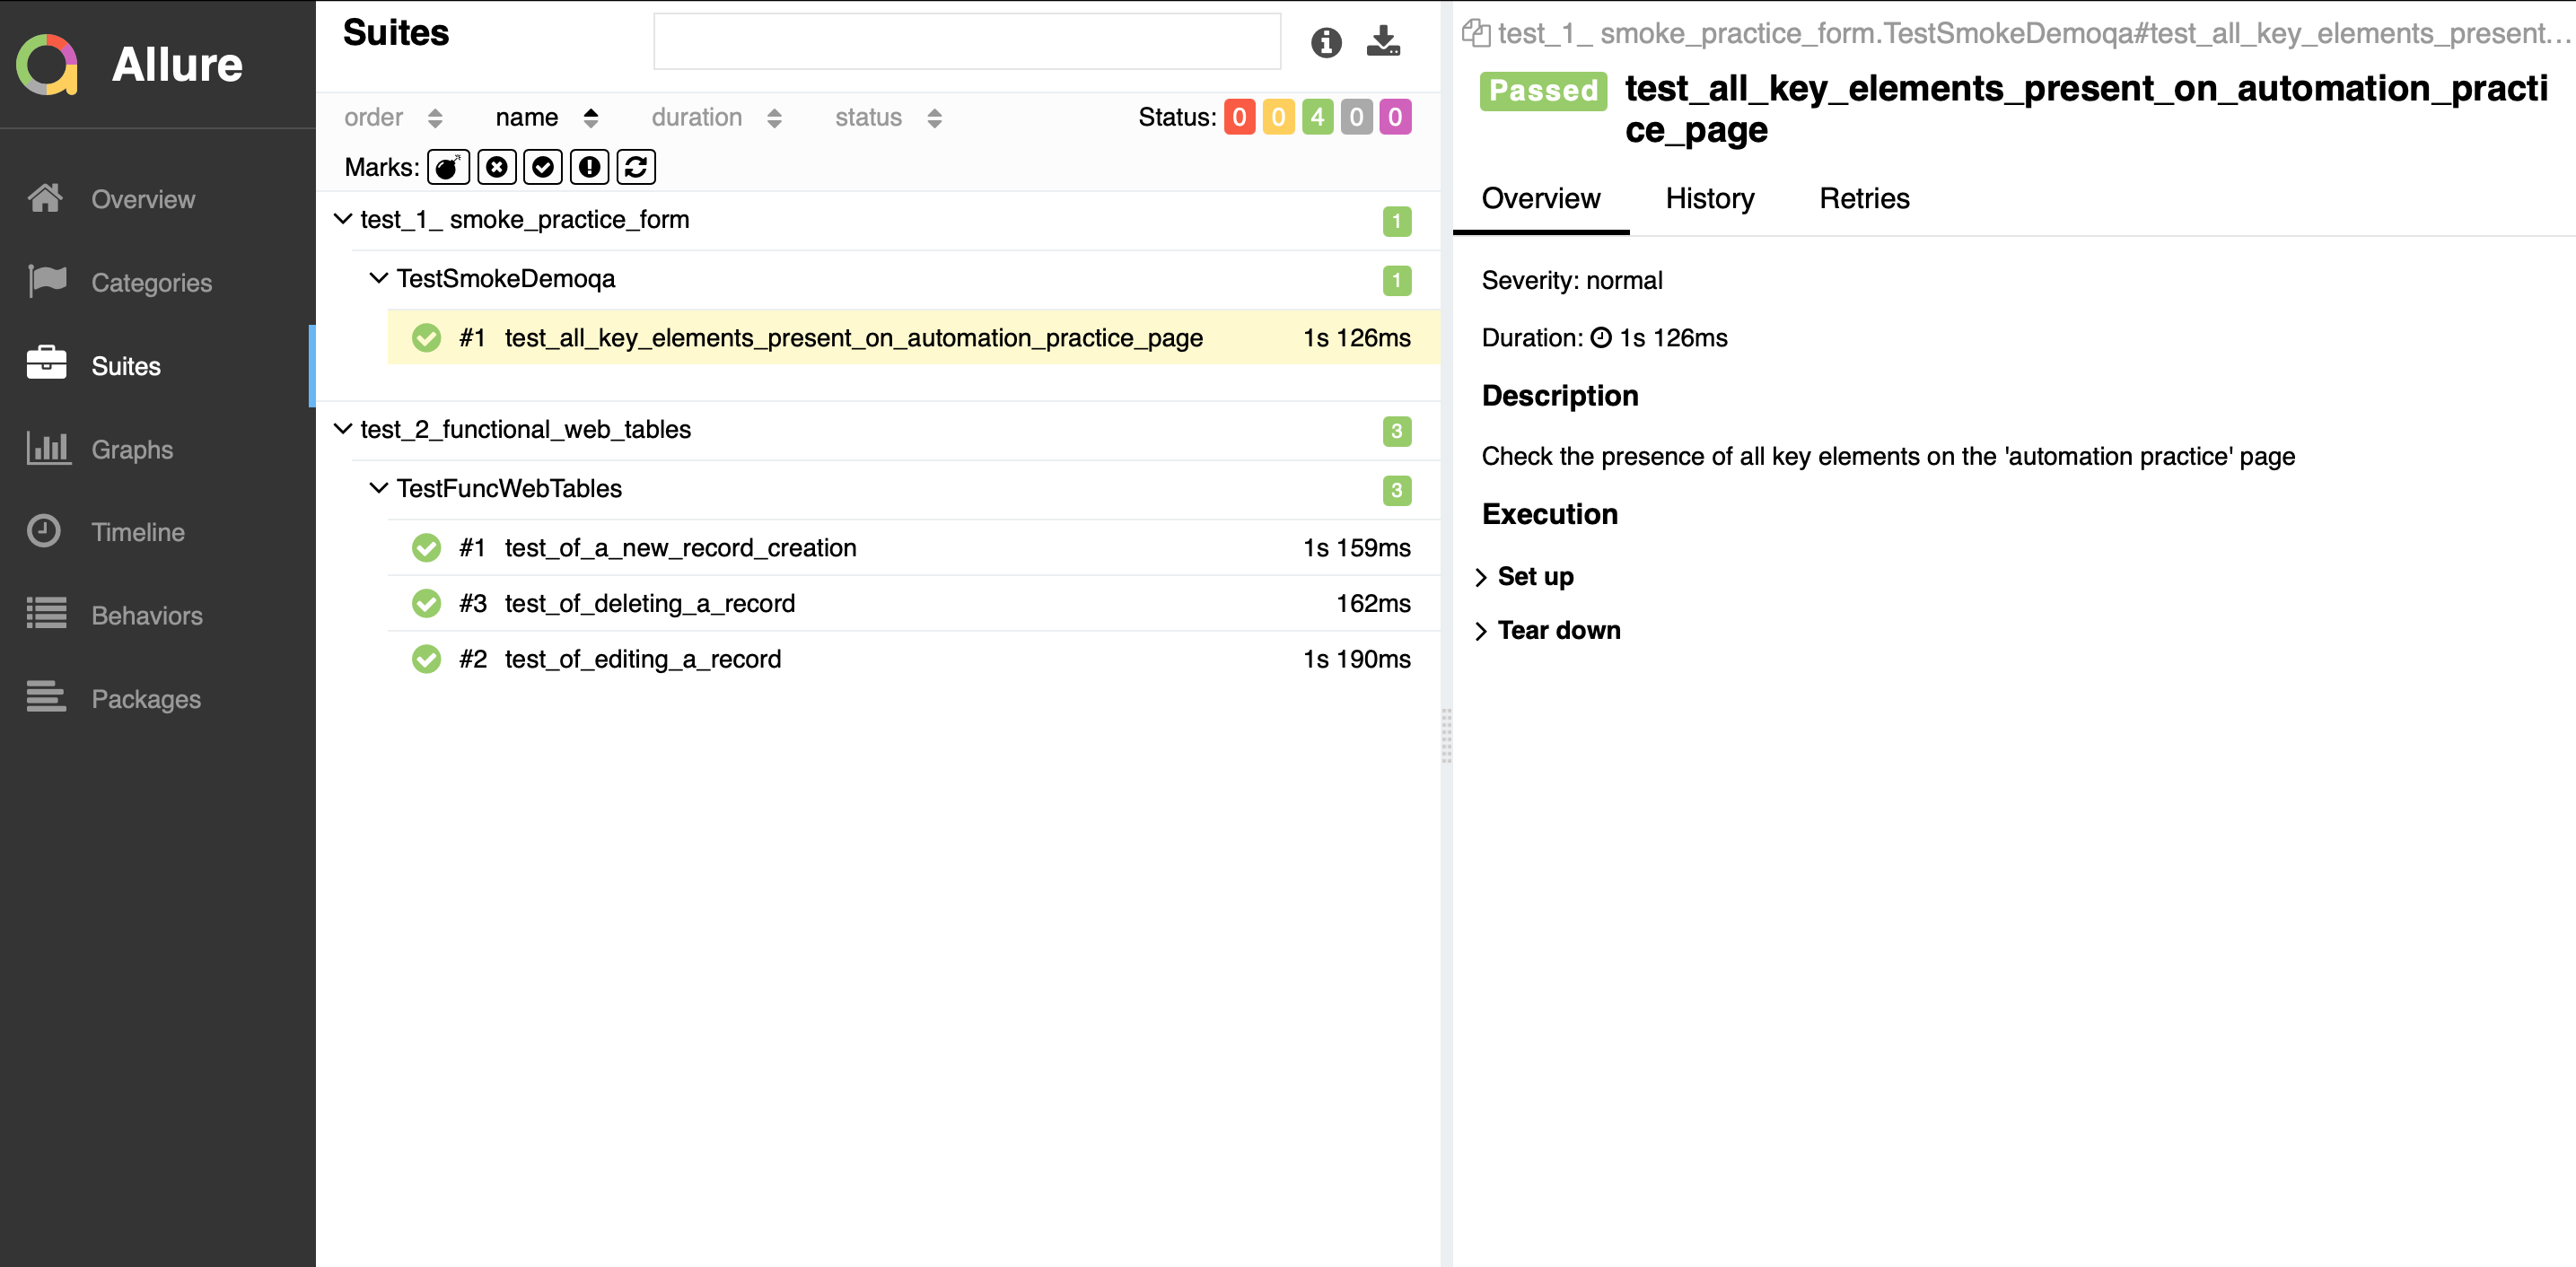 Allure
Overview
Categories
Suites
Graphs
Timeline
Behaviors
Packages
Suites
order name duration status Status: 0 0 4 0 0
Marks:
test_1_ smoke_practice_form 1
TestSmokeDemoqa 1
#1 test_all_key_elements_present_on_automation_practice_page 1s 126ms
test_2_functional_web_tables 3
TestFuncWebTables 3
#1 test_of_a_new_record_creation 1s 159ms
#3 test_of_deleting_a_record 162ms
#2 test_of_editing_a_record 1s 190ms
test_1_ smoke_practice_form.TestSmokeDemoqa#test_all_key_elements_present...
Passed test_all_key_elements_present_on_automation_practi
ce_page
Overview History Retries
Severity: normal
Duration: 1s 126ms
Description
Check the presence of all key elements on the 'automation practice' page
Execution
Set up
Tear down